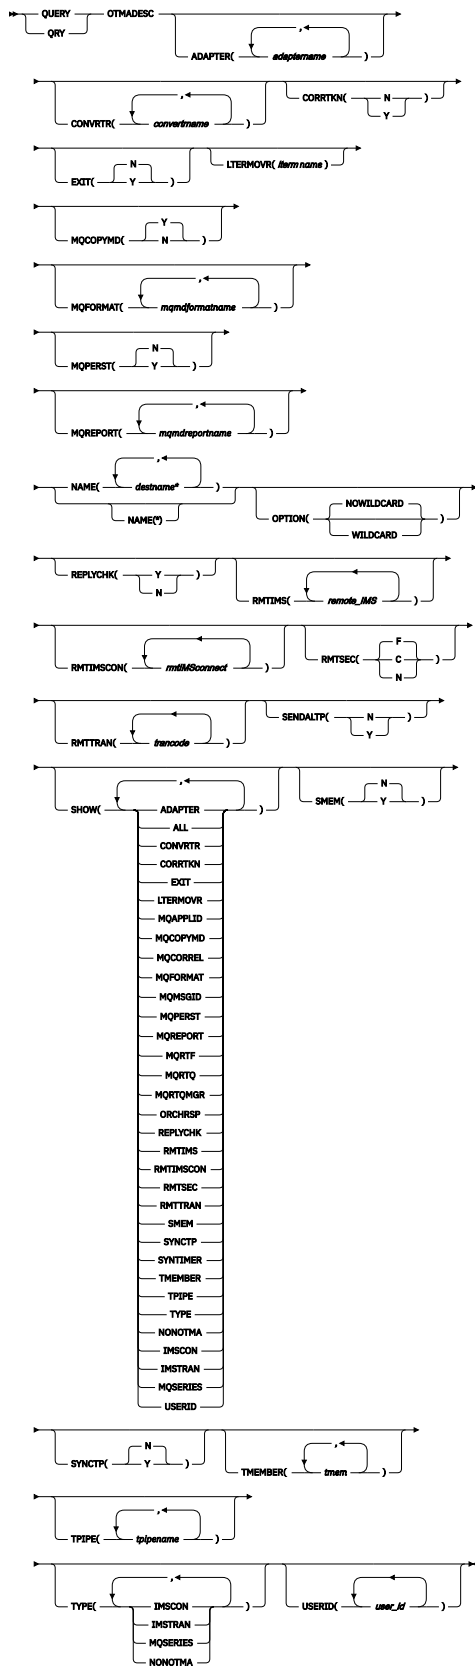 QUERY OTMADESC ,
QRY ADAPTER( adaptername )
, CORRTKN( N )
CONVRTR( convertrname ) Y
N LTERMOVR( lterm name )
EXIT( Y )
Y
MQCOPYMD( N )
,
MQFORMAT( mqmdformatname )
N
MQPERST( Y )
,
MQREPORT( mqmdreportname )
,
NAME( destname* ) NOWILDCARD
NAME(*) OPTION( )
WILDCARD
REPLYCHK( Y )
N RMTIMS( remote_IMS )
F
RMTIMSCON( rmtIMSconnect ) RMTSEC( C )
N
SENDALTP( N )
RMTTRAN( trancode ) Y
, N
SHOW( ADAPTER ) SMEM( Y )
ALL
CONVRTR
CORRTKN
EXIT
LTERMOVR
MQAPPLID
MQCOPYMD
MQCORREL
MQFORMAT
MQMSGID
MQPERST
MQREPORT
MQRTF
MQRTQ
MQRTQMGR
ORCHRSP
REPLYCHK
RMTIMS
RMTIMSCON
RMTSEC
RMTTRAN
SMEM
SYNCTP
SYNTIMER
TMEMBER
TPIPE
TYPE
NONOTMA
IMSCON
IMSTRAN
MQSERIES
USERID
N ,
SYNCTP( Y ) TMEMBER( tmem )
,
TPIPE( tpipename )
,
TYPE( IMSCON ) USERID( user_id )
IMSTRAN
MQSERIES
NONOTMA